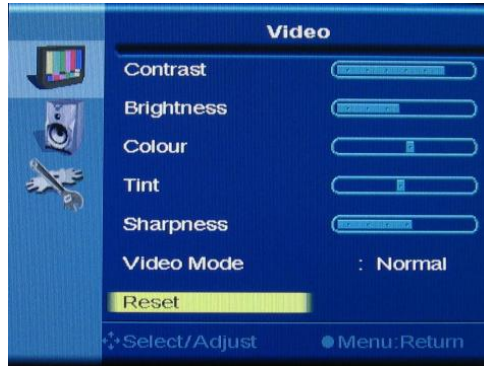 Video
Contrast
Brightness
Colour
Tint
Sharpness
Video Mode : Normal
Reset
Select/Adjust Menu:Return